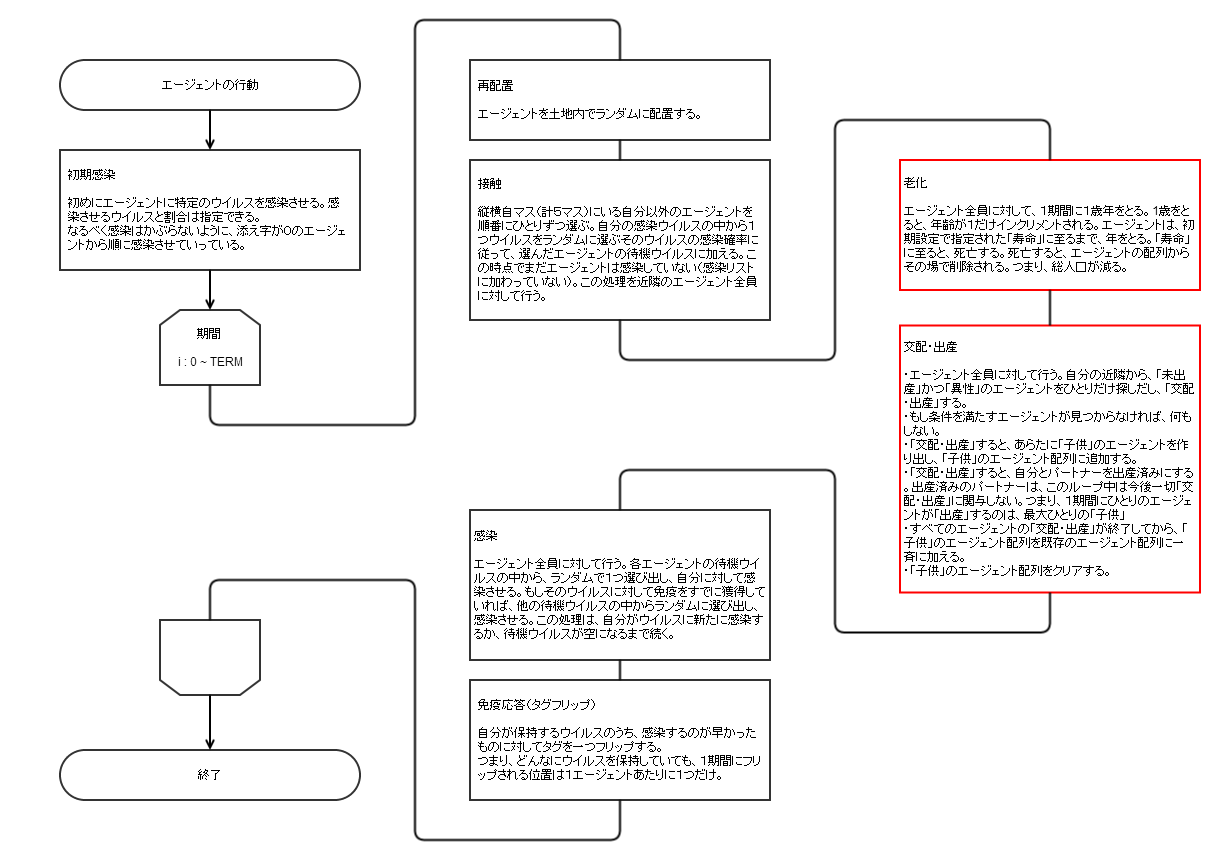 エージェントの行動
初期感染
初めにエージェントに特定のウイルスを感染させる。感
染させるウイルスと割合は指定できる。
なるべく感染はかぶらないように、添え字が0のエージェ
ントから順に感染させていっている。
期間
i : 0 ~ TERM
再配置
エージェントを土地内でランダムに配置する。
接触
縦横自マス(計5マス)にいる自分以外のエージェントを
順番にひとりずつ選ぶ。自分の感染ウイルスの中から1
つウイルスをランダムに選ぶそのウイルスの感染確率に
従って、選んだエージェントの待機ウイルスに加える。こ
の時点でまだエージェントは感染していない(感染リスト
に加わっていない)。この処理を近隣のエージェント全員
に対して行う。
老化
エージェント全員に対して、1期間に1歳年をとる。1歳をと
ると、年齢が1だけインクリメントされる。エージェントは、初
期設定で指定された「寿命」に至るまで、年をとる。「寿命」
に至ると、死亡する。死亡すると、エージェントの配列から
その場で削除される。つまり、総人口が減る。
交配・出産
・エージェント全員に対して行う。自分の近隣から、「未出
産」かつ「異性」のエージェントをひとりだけ探しだし、「交配
・出産」する。
・もし条件を満たすエージェントが見つからなければ、何も
しない。
・「交配・出産」すると、あらたに「子供」のエージェントを作
り出し、「子供」のエージェント配列に追加する。
・「交配・出産」すると、自分とパートナーを出産済みにする
。出産済みのパートナーは、このループ中は今後一切「交
配・出産」に関与しない。つまり、1期間にひとりのエージェ
ントが「出産」するのは、最大ひとりの「子供」
・すべてのエージェントの「交配・出産」が終了してから、「
子供」のエージェント配列を既存のエージェント配列に一
斉に加える。
・「子供」のエージェント配列をクリアする。
感染
エージェント全員に対して行う。各エージェントの待機ウイ
ルスの中から、ランダムで1つ選び出し、自分に対して感
染させる。もしそのウイルスに対して免疫をすでに獲得して
いれば、他の待機ウイルスの中からランダムに選び出し、
感染させる。この処理は、自分がウイルスに新たに感染す
るか、待機ウイルスが空になるまで続く。
免疫応答(タグフリップ)
自分が保持するウイルスのうち、感染するのが早かった
ものに対してタグを一つフリップする。
つまり、どんなにウイルスを保持していても、1期間にフリ
ップされる位置は1エージェントあたりに1つだけ。
終了